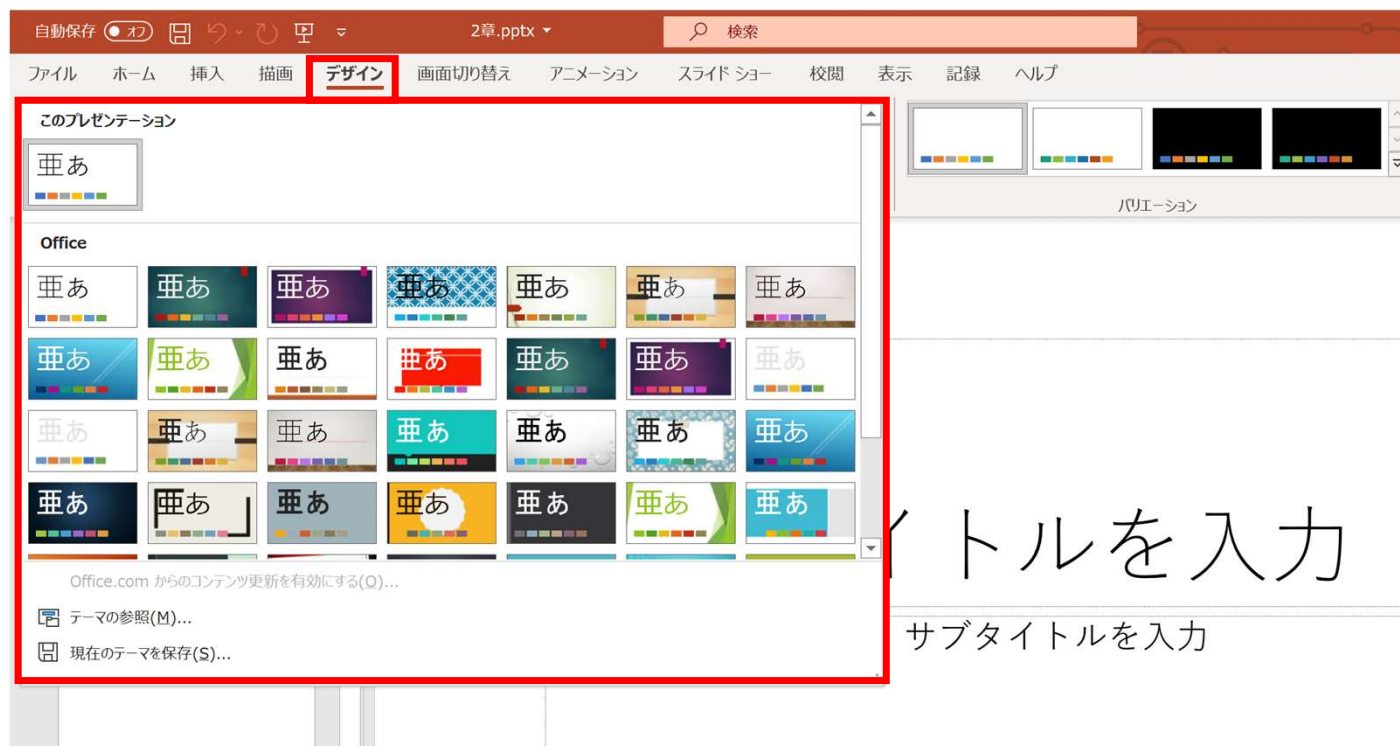 自動保存 オフ 2章.pptx 検索
ファイル ホーム 挿入 描画 デザイン 画面切り替え アニメーション スライド ショー 校閲 表示 記録 ヘルプ
このプレゼンテーション
亜あ
バリエーション
Office
亜あ 亜あ 亜あ 亜あ 亜あ 亜あ 亜あ
亜あ 亜あ 亜あ 亜あ 亜あ 亜あ 亜あ
亜あ 亜あ 亜あ 亜あ 亜あ 亜あ 亜あ
亜あ 亜あ 亜あ 亜あ 亜あ 亜あ 亜あ
イトルを入力
Office.com からのコンテンツ更新を有効にする(O)...
テーマの参照(M)...
サブタイトルを入力
現在のテーマを保存(S)...